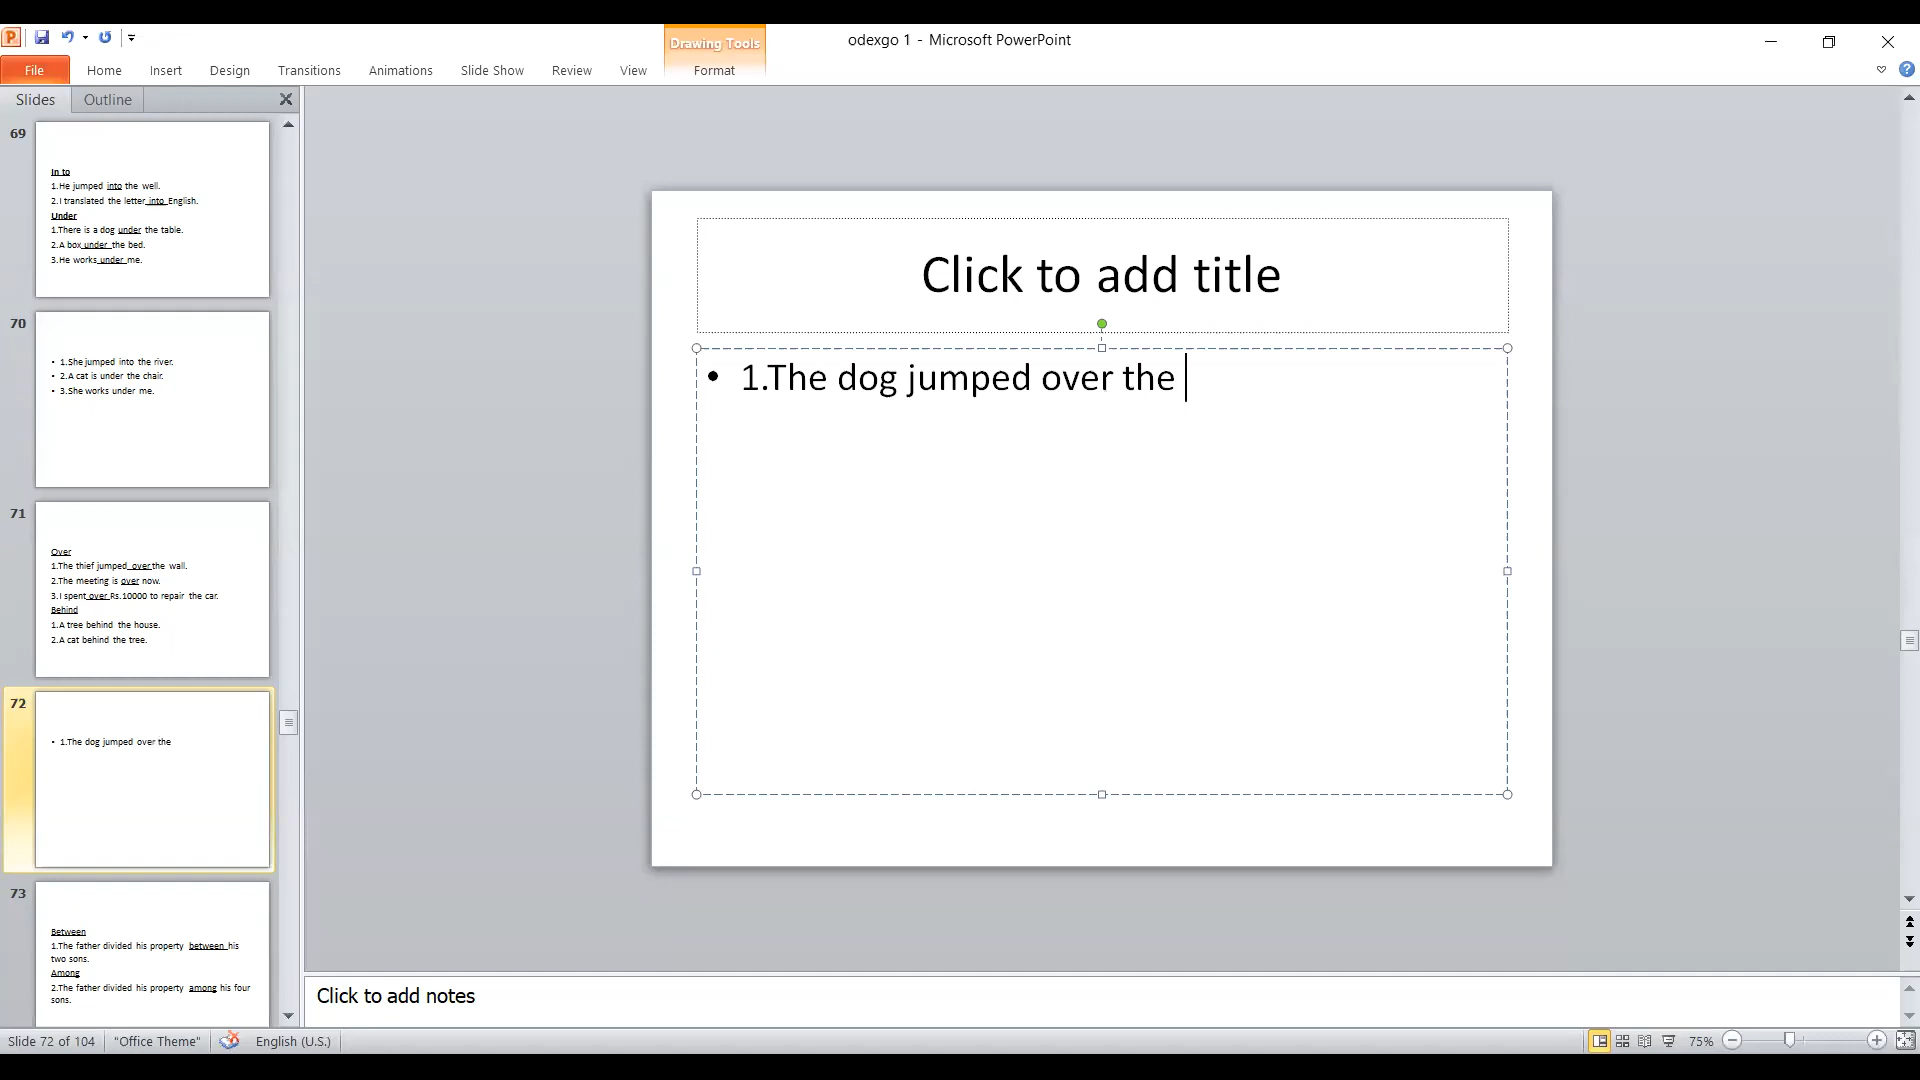 odexgo 1 - Microsoft PowerPoint
Drawing Tools
File Home Insert Design Transitions Animations Slide Show Review View Format
Slides Outline
69
In to
1.He jumped into the well.
2.I translated the letter into English.
Under
1.There is a dog under the table.
2.A box under the bed.
3.He works under me.
70
• 1.She jumped into the river.
• 2.A cat is under the chair.
• 3.She works under me.
71
Over
1.The thief jumped over the wall.
2.The meeting is over now.
3.I spent over Rs.10000 to repair the car.
Behind
1.A tree behind the house.
2.A cat behind the tree.
72
• 1.The dog jumped over the
73
Between
1.The father divided his property between his
two sons.
Among
2.The father divided his property among his four
sons.
Click to add title
• 1.The dog jumped over the
Click to add notes
Slide 72 of 104 "Office Theme" English (U.S.) 75%